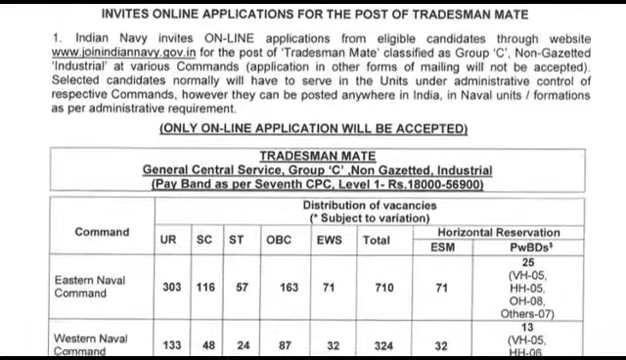 INVITES ONLINE APPLICATIONS FOR THE POST OF TRADESMAN MATE
1. Indian Navy invites ON-LINE applications from eligible candidates through website
www.joinindiannavy.gov.in for the post of 'Tradesman Mate' classified as Group 'C', Non-Gazetted
'Industrial' at various Commands (application in other forms of mailing will not be accepted).
Selected candidates normally will have to serve in the Units under administrative control of
respective Commands, however they can be posted anywhere in India, in Naval units / formations
as per administrative requirement.
(ONLY ON-LINE APPLICATION WILL BE ACCEPTED)
TRADESMAN MATE
General Central Service, Group 'C' ,Non Gazetted, Industrial
(Pay Band as per Seventh CPC, Level 1- Rs.18000-56900)
Distribution of vacancies
(* Subject to variation)
Command UR SC ST OBC EWS Total Horizontal Reservation
ESM PwBDs$
Eastern Naval Command 303 116 57 163 71 710 71 25
(VH-05,
HH-05,
OH-08,
Others-07)
Western Naval Command 133 48 24 87 32 324 32 13
(VH-05,
HH-06